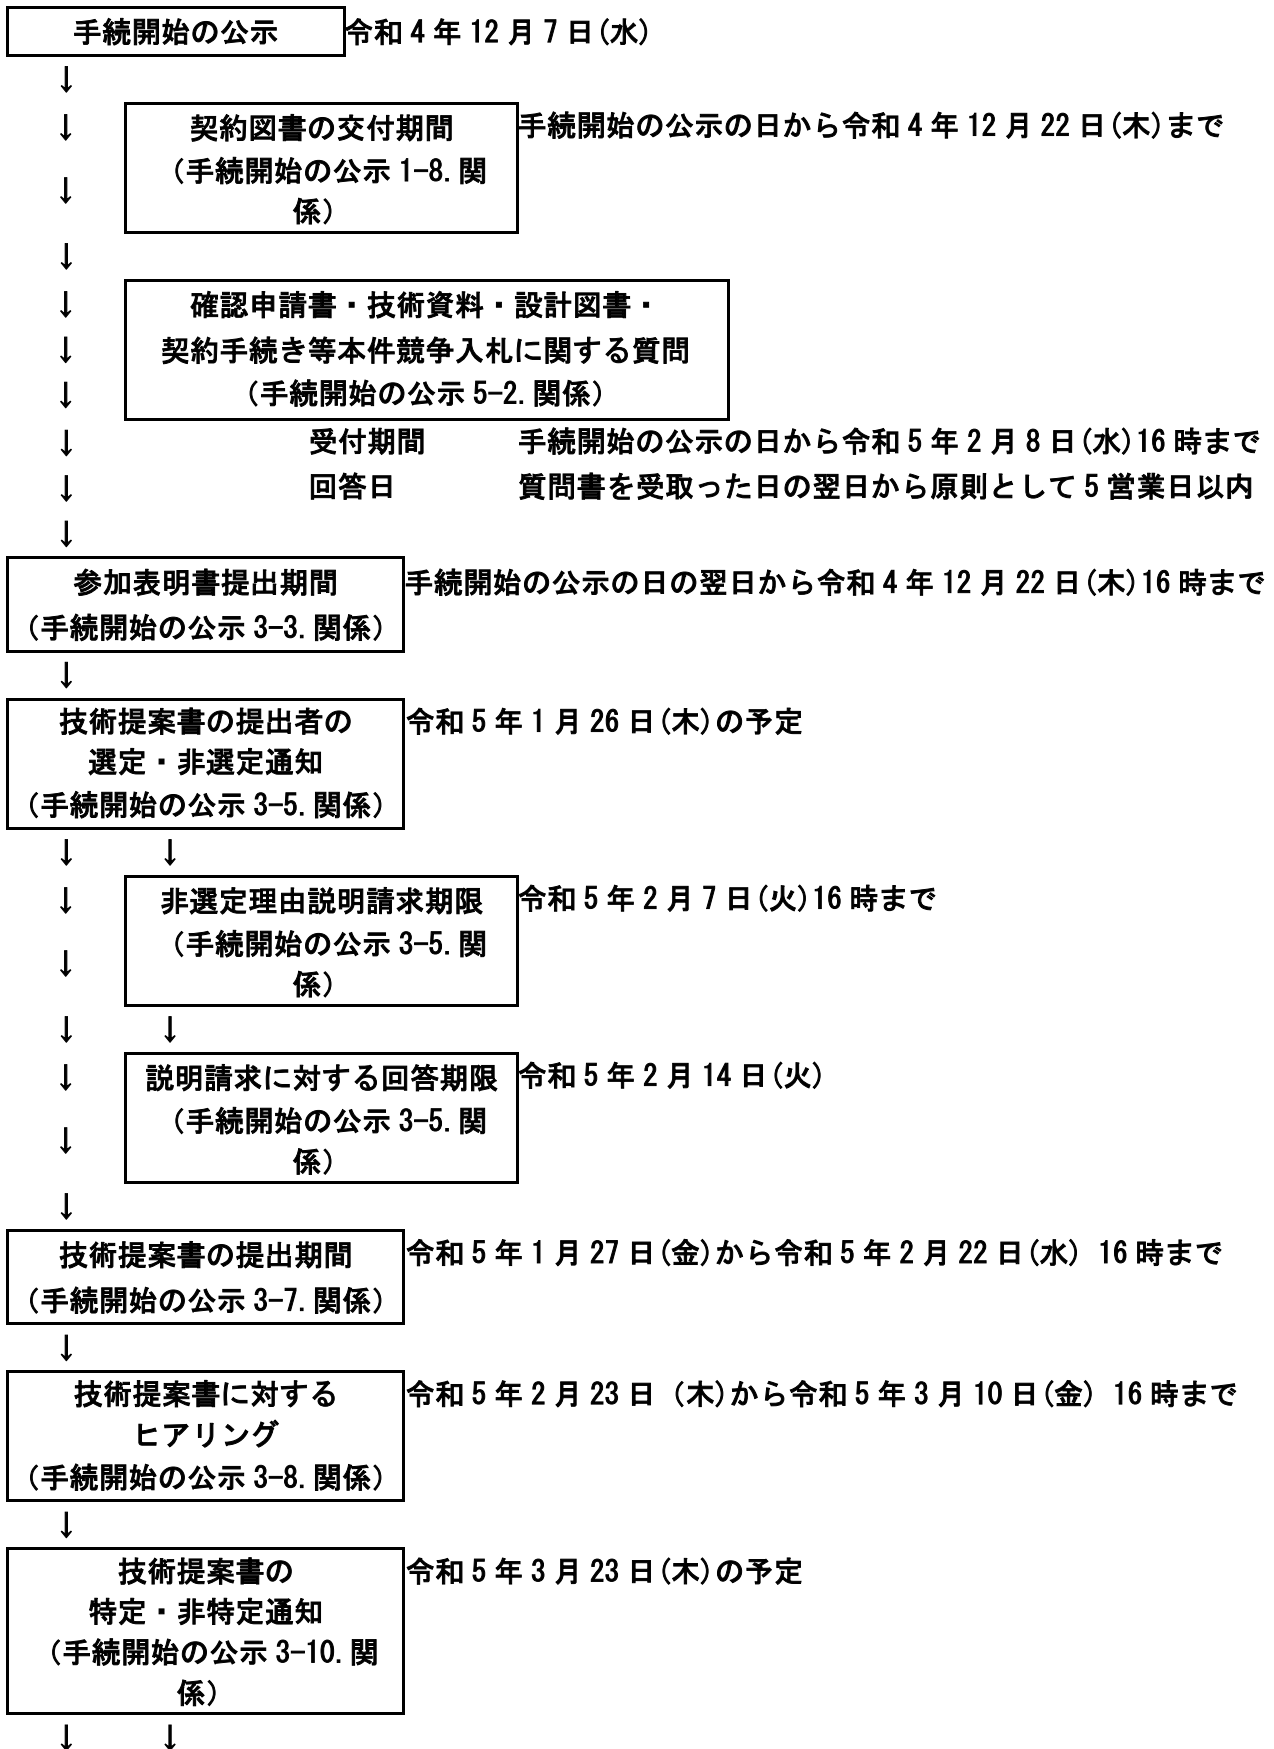 手続開始の公示 令和4年12月7日(水)
↓
↓ 契約図書の交付期間 手続開始の公示の日から令和4年12月22日(木)まで
(手続開始の公示1-8.関
↓
係)
↓
↓ 確認申請書・技術資料・設計図書・
↓ 契約手続き等本件競争入札に関する質問
↓ (手続開始の公示5-2.関係)
↓ 受付期間 手続開始の公示の日から令和5年2月8日(水)16時まで
↓ 回答日 質問書を受取った日の翌日から原則として5営業日以内
↓
参加表明書提出期間 手続開始の公示の日の翌日から令和4年12月22日(木)16時まで
(手続開始の公示3-3.関係)
↓
技術提案書の提出者の 令和5年1月26日(木)の予定
選定・非選定通知
(手続開始の公示3-5.関係)
↓ ↓
↓ 非選定理由説明請求期限 令和5年2月7日(火)16時まで
(手続開始の公示3-5.関
↓
係)
↓ ↓
↓ 説明請求に対する回答期限 令和5年2月14日(火)
(手続開始の公示3-5.関
↓
係)
↓
技術提案書の提出期間 令和5年1月27日(金)から令和5年2月22日(水) 16時まで
(手続開始の公示3-7.関係)
↓
技術提案書に対する 令和5年2月23日 (木)から令和5年3月10日(金) 16時まで
ヒアリング
(手続開始の公示3-8.関係)
↓
技術提案書の 令和5年3月23日(木)の予定
特定・非特定通知
(手続開始の公示3-10.関
係)
↓ ↓